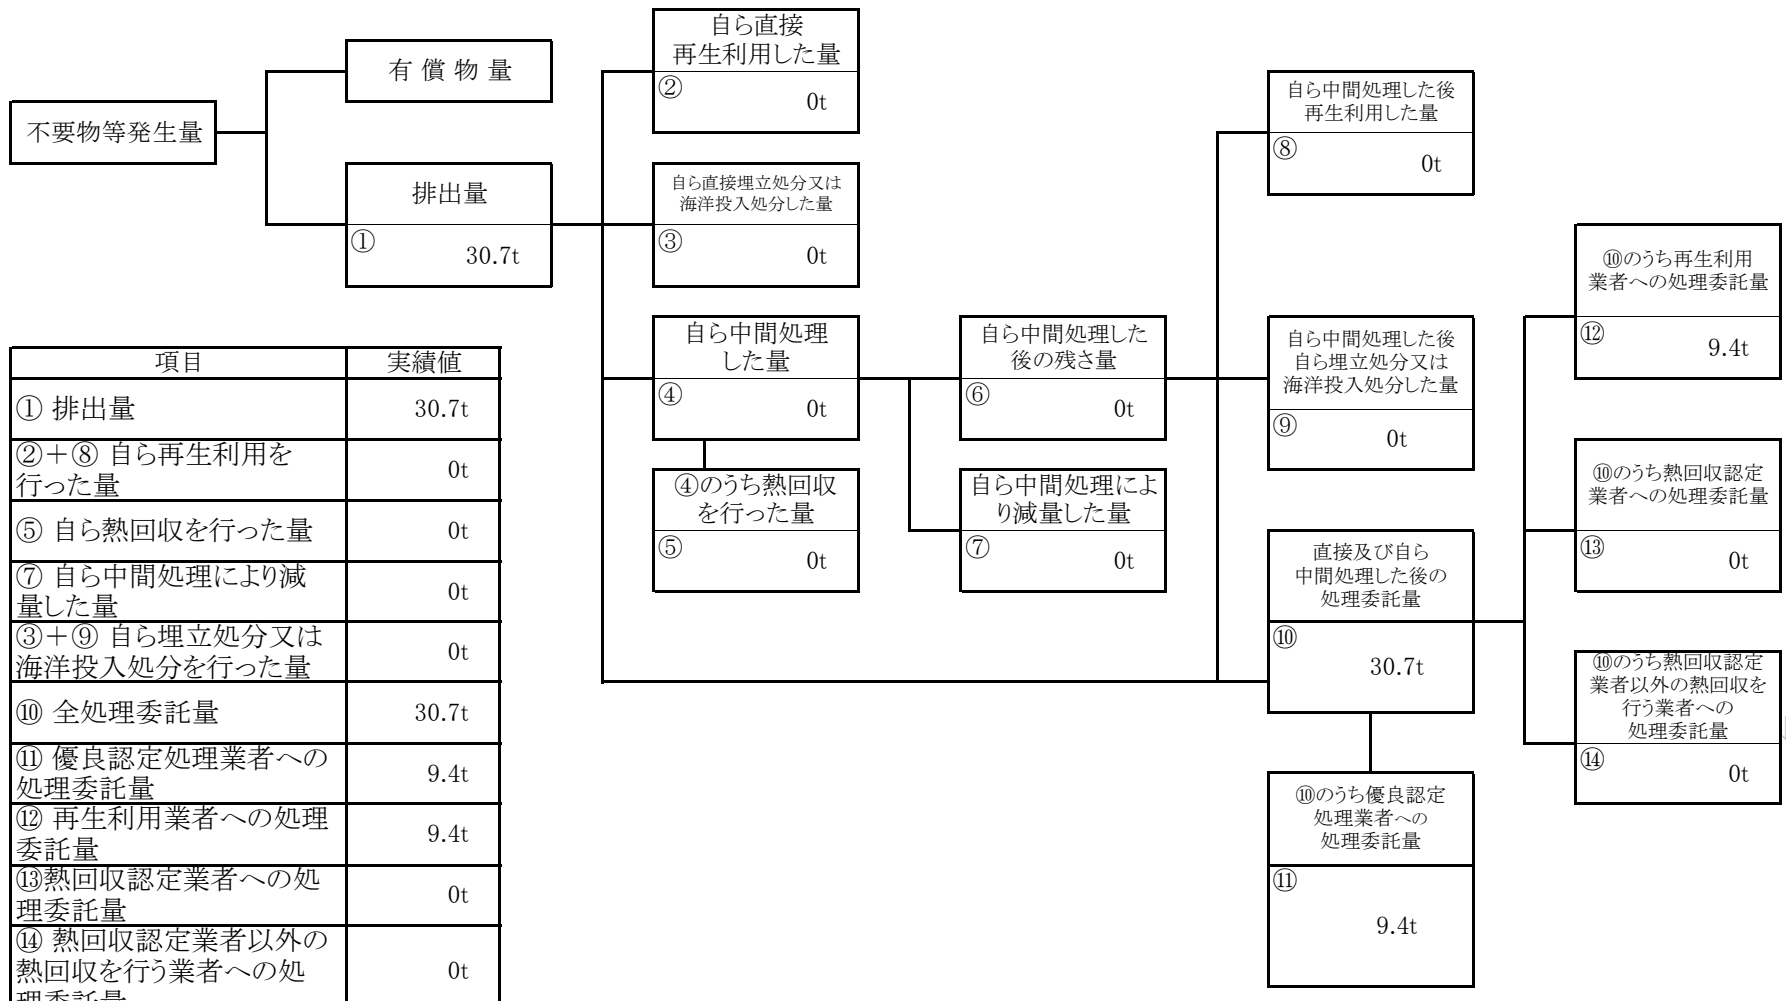 不要物等発生量
有 償 物 量
排出量
①
30.7t
自ら直接
再生利用した量
②
0t
自ら直接埋立処分又は
海洋投入処分した量
③
0t
自ら中間処理
した量
④
0t
④のうち熱回収
を行った量
⑤
0t
自ら中間処理した
後の残さ量
⑥
0t
自ら中間処理によ
り減量した量
⑦
0t
自ら中間処理した後
再生利用した量
⑧
0t
自ら中間処理した後
自ら埋立処分又は
海洋投入処分した量
⑨
0t
直接及び自ら
中間処理した後の
処理委託量
⑩
30.7t
⑩のうち優良認定
処理業者への
処理委託量
⑪
9.4t
⑩のうち再生利用
業者への処理委託量
⑫
9.4t
⑩のうち熱回収認定
業者への処理委託量
⑬
0t
⑩のうち熱回収認定
業者以外の熱回収を
行う業者への
処理委託量
⑭
0t
項目 実績値
① 排出量 30.7t
②+⑧ 自ら再生利用を
行った量
0t
⑤ 自ら熱回収を行った量 0t
⑦ 自ら中間処理により減
量した量
0t
③+⑨ 自ら埋立処分又は
海洋投入処分を行った量
0t
⑩ 全処理委託量 30.7t
⑪ 優良認定処理業者への
処理委託量
9.4t
⑫ 再生利用業者への処理
委託量
9.4t
⑬熱回収認定業者への処
理委託量
0t
⑭ 熱回収認定業者以外の
熱回収を行う業者への処
理委託量
0t